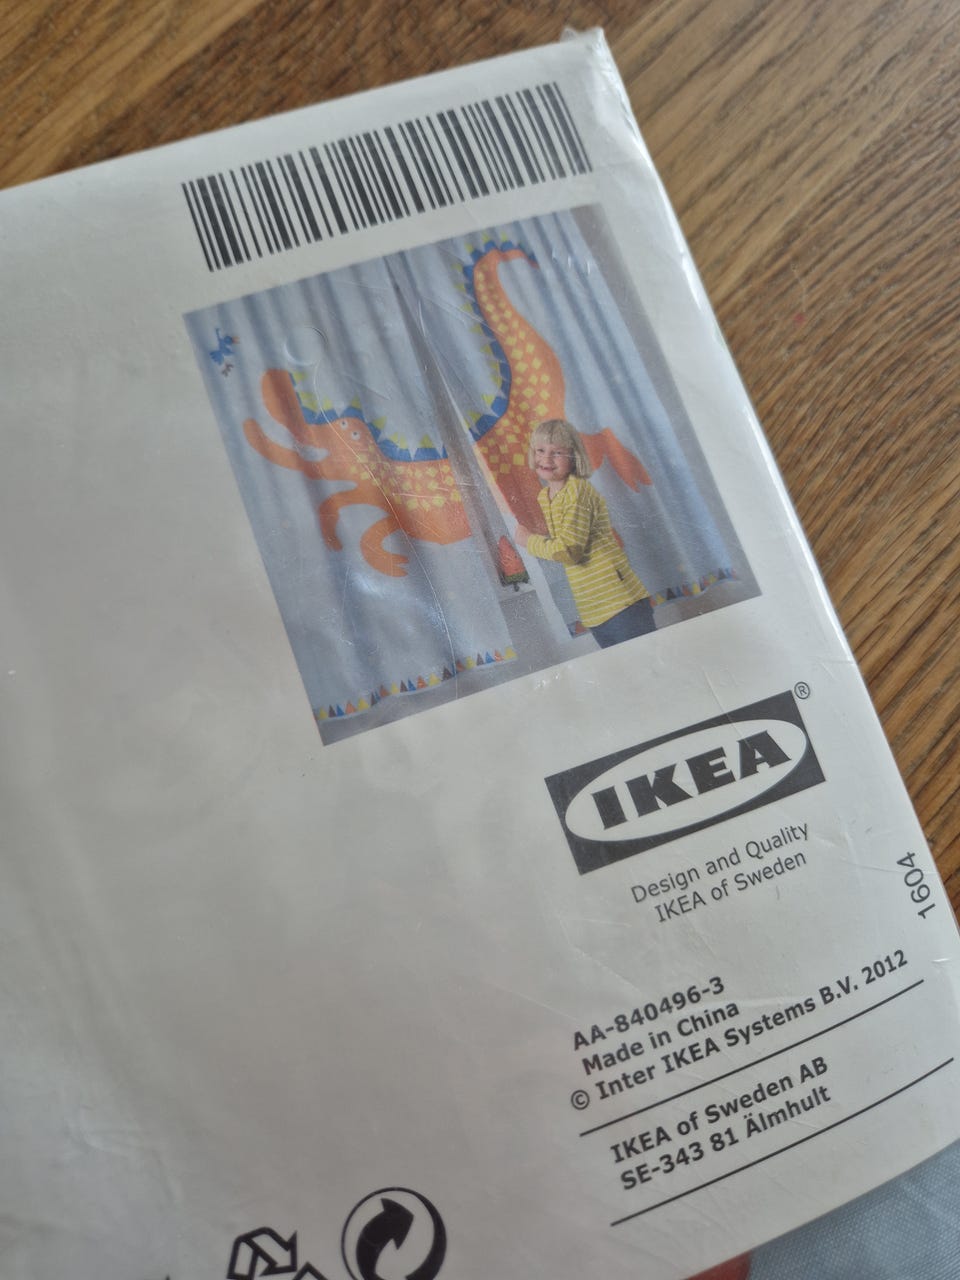 IKEA®
Design and Quality
IKEA of Sweden
1604
AA-840496-3
Made in China
© Inter IKEA Systems B.V. 2012
IKEA of Sweden AB
SE-343 81 Älmhult